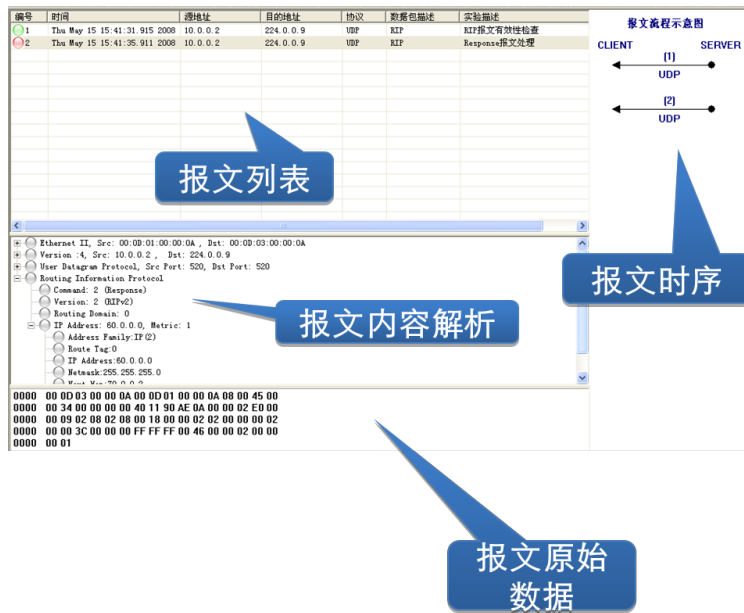 编号 时间 源地址 目的地址 协议 数据包描述 实验描述
1 Thu May 15 15:41:31.915 2008 10.0.0.2 224.0.0.9 UDP RIP RIP报文有效性检查
2 Thu May 15 15:41:35.911 2008 10.0.0.2 224.0.0.9 UDP RIP Response报文处理
报文流程示意图
CLIENT SERVER
(1)
UDP
(2)
UDP
报文列表
报文时序
Ethernet II, Src: 00:0D:01:00:00:0A , Dst: 00:0D:03:00:00:0A
Version :4, Src: 10.0.0.2 , Dst: 224.0.0.9
User Datagram Protocol, Src Port: 520, Dst Port: 520
Routing Information Protocol
Command: 2 (Response)
Version: 2 (RIPv2)
Routing Domain: 0
IP Address: 60.0.0.0, Metric: 1
Address Family:IP(2)
Route Tag:0
IP Address:60.0.0.0
Netmask:255.255.255.0
报文内容解析
0000 00 0D 03 00 00 0A 00 0D 01 00 00 0A 08 00 45 00
0000 00 34 00 00 00 00 40 11 90 AE 0A 00 00 02 E0 00
0000 00 09 02 08 02 08 00 18 00 00 02 02 00 00 00 02
0000 00 00 3C 00 00 00 FF FF FF 00 46 00 00 02 00 00
0000 00 01
报文原始
数据